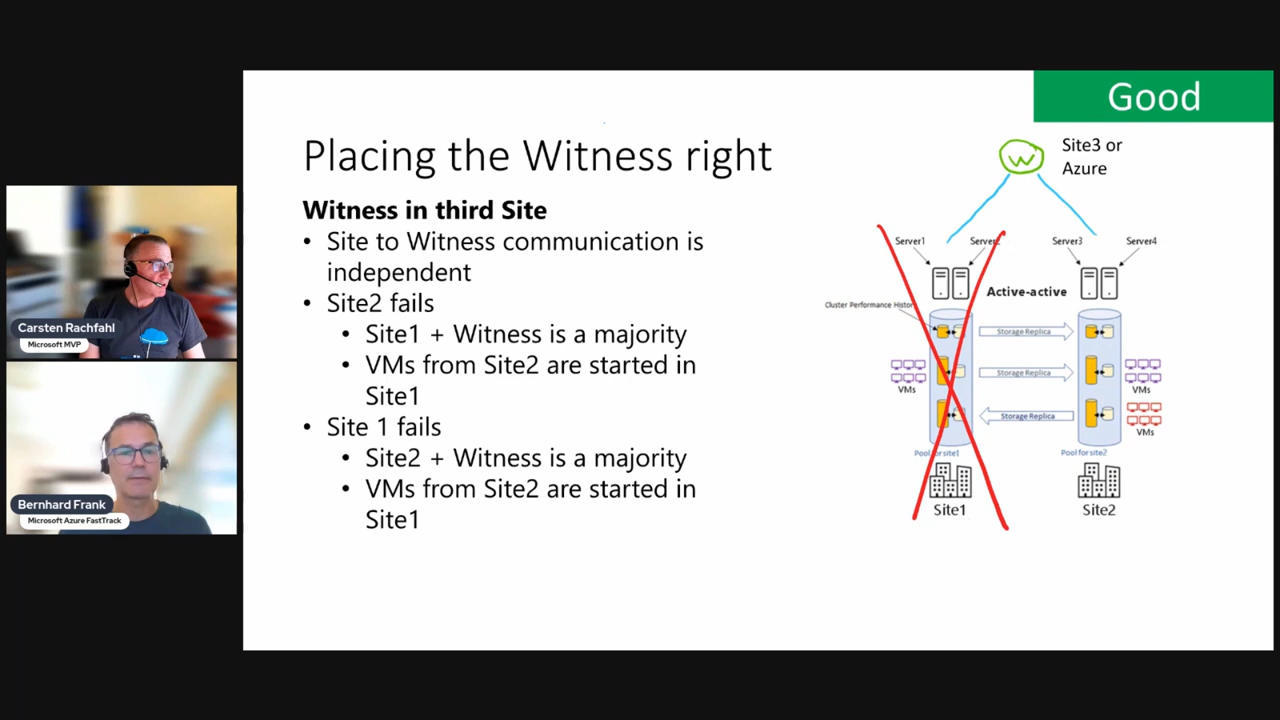 Good
Placing the Witness right
Witness in third Site
• Site to Witness communication is
independent
• Site2 fails
• Site1 + Witness is a majority
• VMs from Site2 are started in
Site1
• Site 1 fails
• Site2 + Witness is a majority
• VMs from Site2 are started in
Site1
W
Site3 or
Azure
Server1
Server2
Server3
Server4
Active-active
Cluster Performance History
Storage Replica
Storage Replica
Storage Replica
VMs
VMs
VMs
Pool for site1
Pool for site2
Site1
Site2
Carsten Rachfahl
Microsoft MVP
Bernhard Frank
Microsoft Azure FastTrack